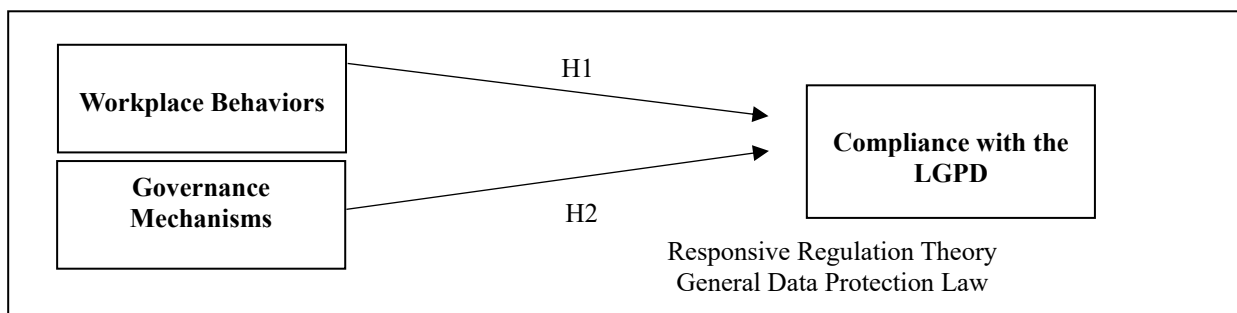 Workplace Behaviors
H1
Governance
Mechanisms
H2
Compliance with the
LGPD
Responsive Regulation Theory
General Data Protection Law